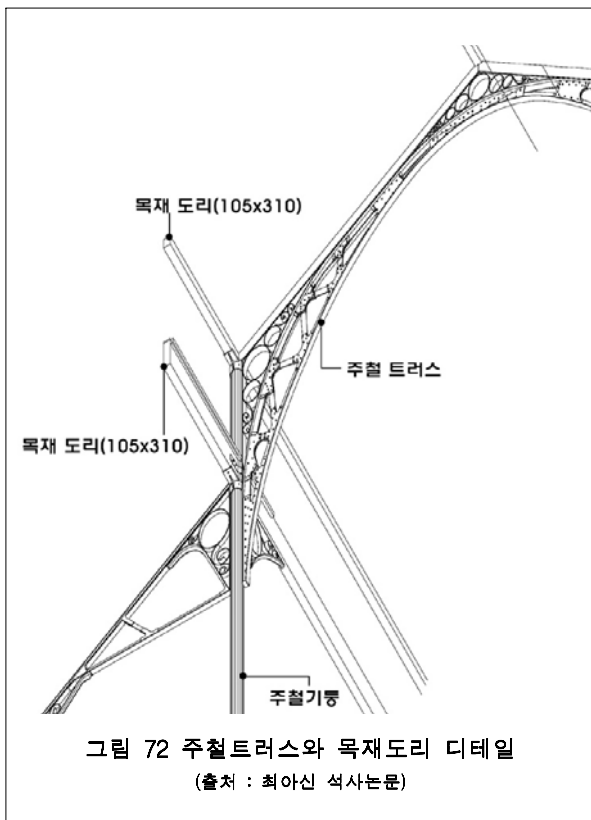 목재 도리(105x310)
주철 트러스
목재 도리(105x310)
주철기둥
그림 72 주철트러스와 목재도리 디테일
(출처 : 최아신 석사논문)